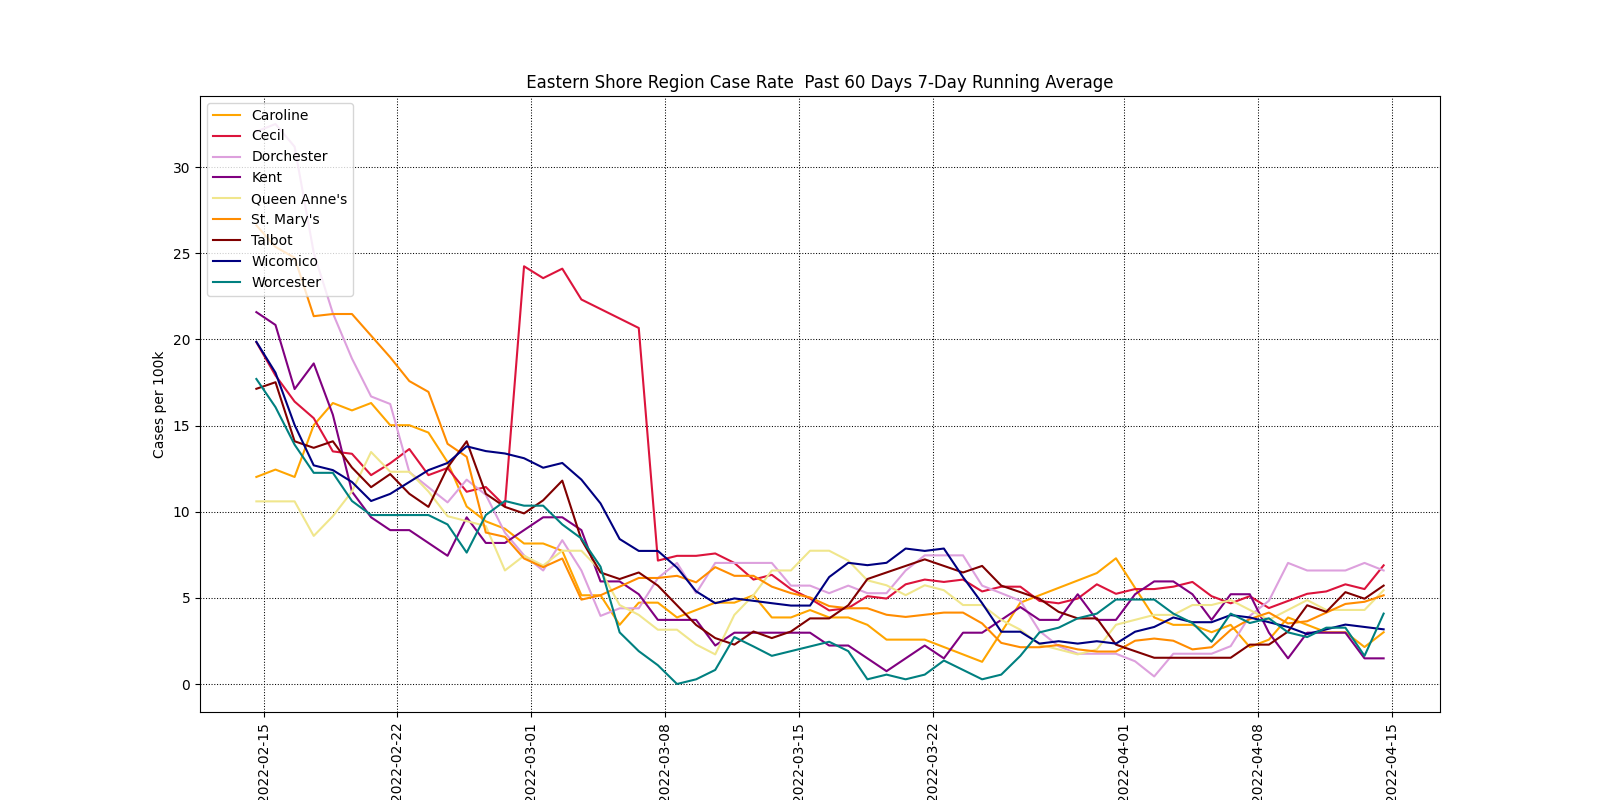 Eastern Shore Region Case Rate  Past 60 Days 7-Day Running Average
Caroline
Cecil
Dorchester
Kent
Queen Anne's
St. Mary's
Talbot
Wicomico
Worcester
Cases per 100k
30
25
20
15
10
5
0
2022-02-15
2022-02-22
2022-03-01
2022-03-08
2022-03-15
2022-03-22
2022-04-01
2022-04-08
2022-04-15